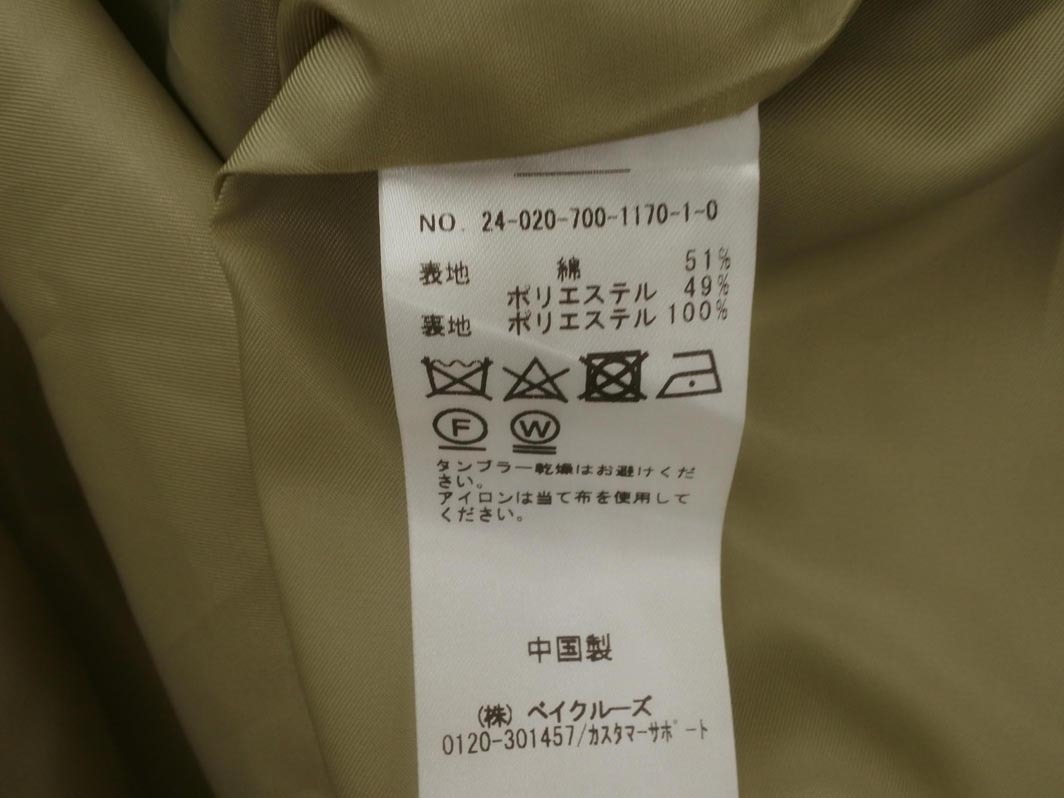 NO. 24-020-700-1170-1-0
表地 綿 51%
ポリエステル 49%
裏地 ポリエステル 100%
F W
タンブラー乾燥はお避けくだ
さい。
アイロンは当て布を使用して
ください。
中国製
(株) ベイクルーズ
0120-301457/カスタマーサポート